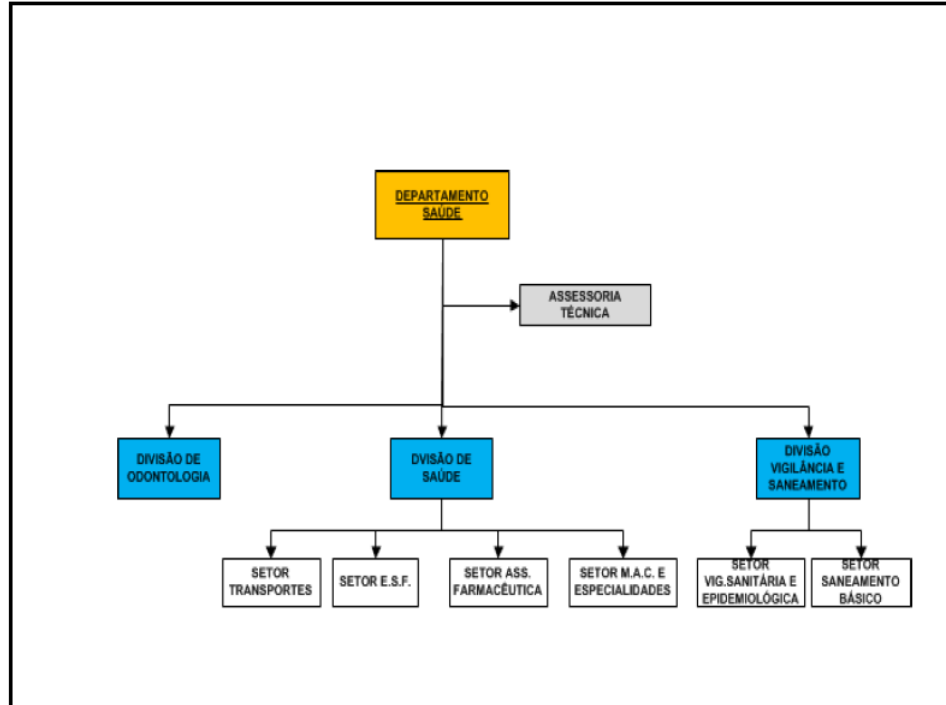 DEPARTAMENTO
SAÚDE
ASSESSORIA
TÉCNICA
DIVISÃO DE
ODONTOLOGIA
DVISÃO DE
SAÚDE
DIVISÃO
VIGILÂNCIA E
SANEAMENTO
SETOR
TRANSPORTES
SETOR E.S.F.
SETOR ASS.
FARMACÊUTICA
SETOR M.A.C. E
ESPECIALIDADES
SETOR
VIG.SANITÁRIA E
EPIDEMIOLÓGICA
SETOR
SANEAMENTO
BÁSICO